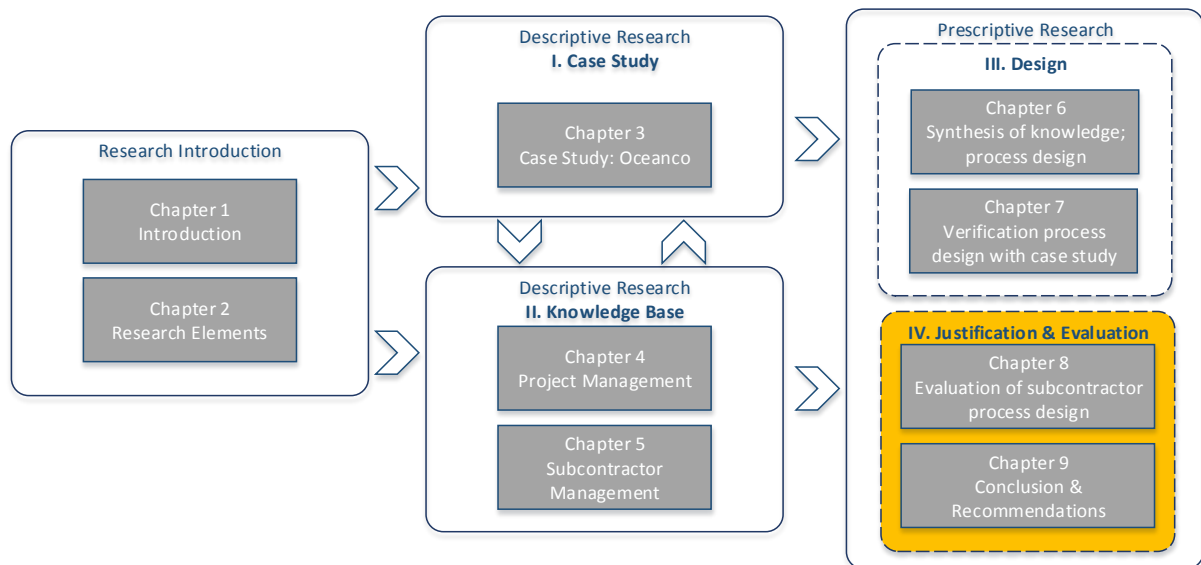 Research Introduction
Chapter 1
Introduction
Chapter 2
Research Elements
Descriptive Research
I. Case Study
Chapter 3
Case Study: Oceanco
Descriptive Research
II. Knowledge Base
Chapter 4
Project Management
Chapter 5
Subcontractor
Management
Prescriptive Research
III. Design
Chapter 6
Synthesis of knowledge;
process design
Chapter 7
Verification process
design with case study
IV. Justification & Evaluation
Chapter 8
Evaluation of subcontractor
process design
Chapter 9
Conclusion &
Recommendations